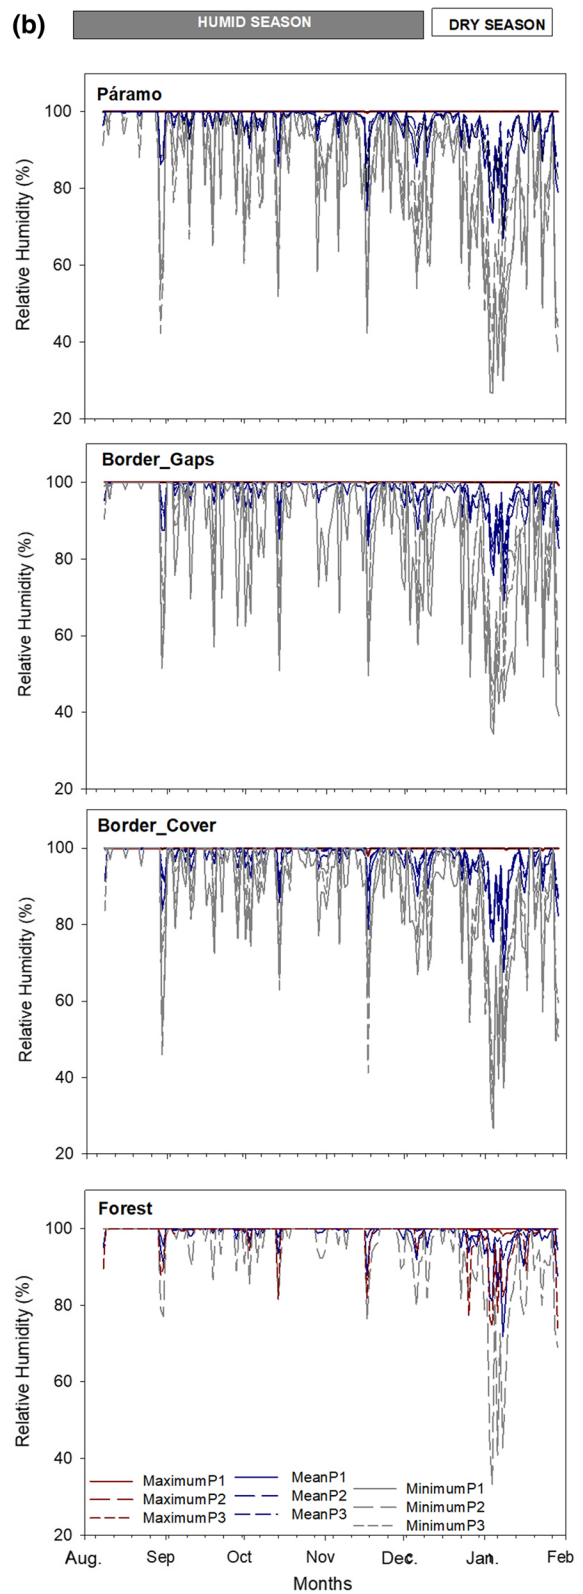 (b)
HUMID SEASON
DRY SEASON
Páramo
Relative Humidity (%)
100
80
60
40
20
Border_Gaps
Relative Humidity (%)
100
80
60
40
20
Border_Cover
Relative Humidity (%)
100
80
60
40
20
Forest
Relative Humidity (%)
100
80
60
40
20
MaximumP1
MaximumP2
MaximumP3
MeanP1
MeanP2
MeanP3
MinimumP1
MinimumP2
MinimumP3
Aug. Sep Oct Nov Dec. Jan. Feb
Months